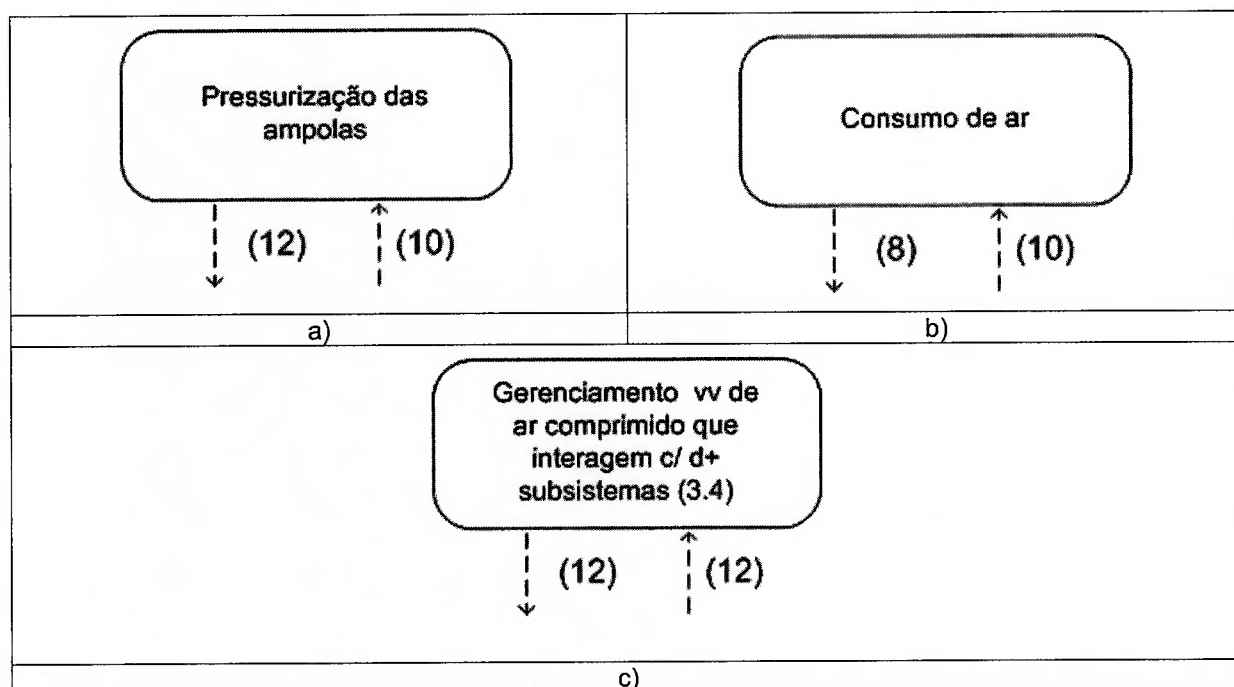 Pressurização das
ampolas
(12) (10)
a)
Consumo de ar
(8) (10)
b)
Gerenciamento vv de
ar comprimido que
interagem c/ d+
subsistemas (3.4)
(12) (12)
c)